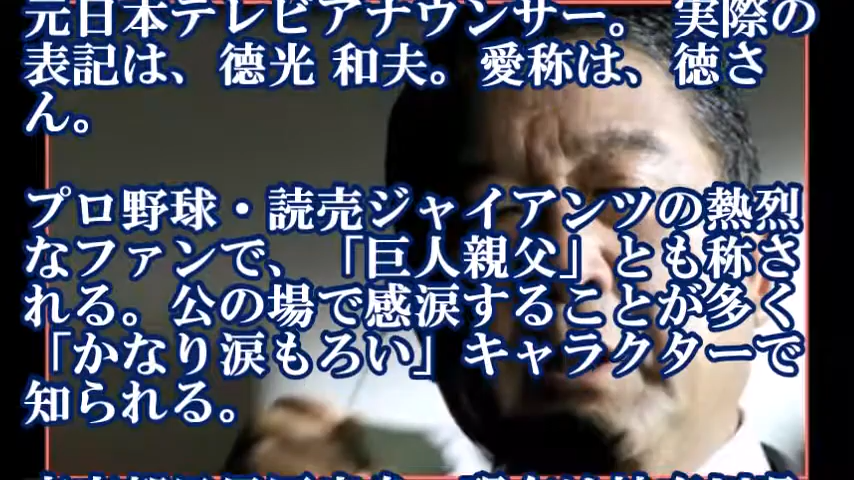 元日本テレビアナウンサー。 実際の
表記は、徳光 和夫。愛称は、徳さ
ん。
プロ野球・読売ジャイアンツの熱烈
なファンで、「巨人親父」とも称さ
れる。公の場で感涙することが多く
「かなり涙もろい」キャラクターで
知られる。